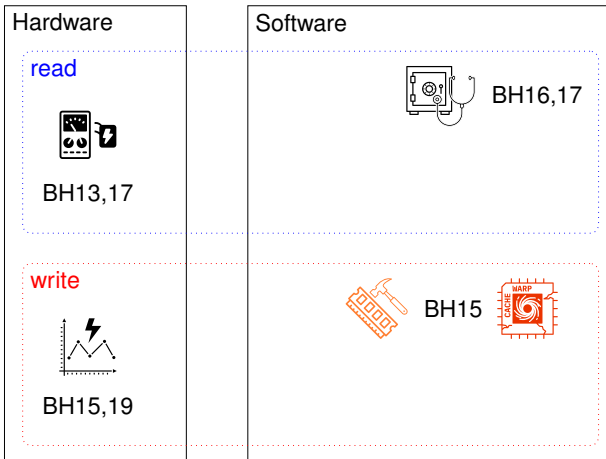 Hardware
Software
read
BH16,17
BH13,17
write
BH15
CACHE
WARP
BH15,19